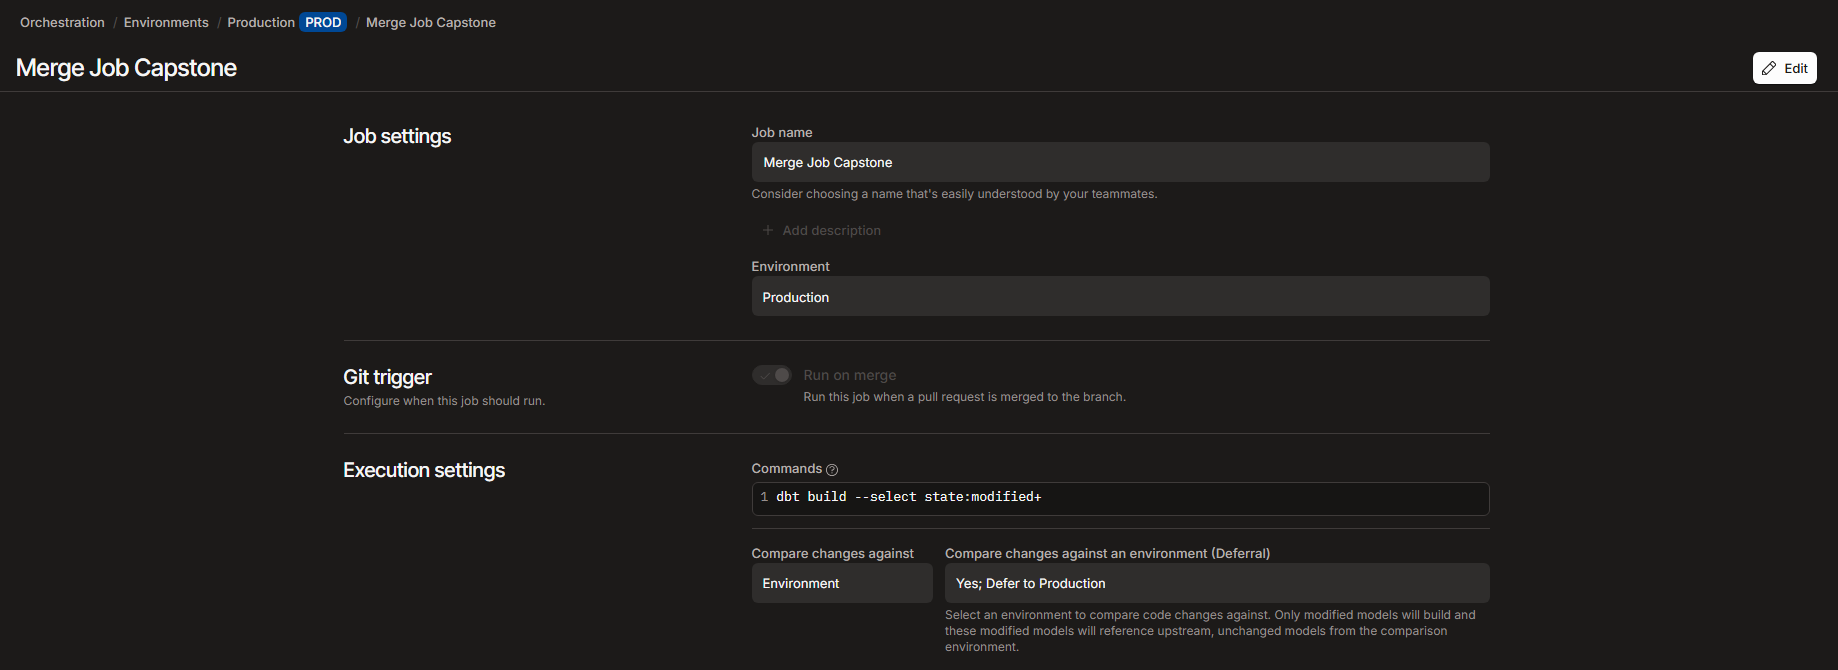 Orchestration / Environments / Production PROD / Merge Job Capstone
Merge Job Capstone
Edit
Job settings
Job name
Merge Job Capstone
Consider choosing a name that's easily understood by your teammates.
+ Add description
Environment
Production
Git trigger
Configure when this job should run.
Run on merge
Run this job when a pull request is merged to the branch.
Execution settings
Commands ?
1 dbt build --select state:modified+
Compare changes against
Environment
Compare changes against an environment (Deferral)
Yes; Defer to Production
Select an environment to compare code changes against. Only modified models will build and
these modified models will reference upstream, unchanged models from the comparison
environment.